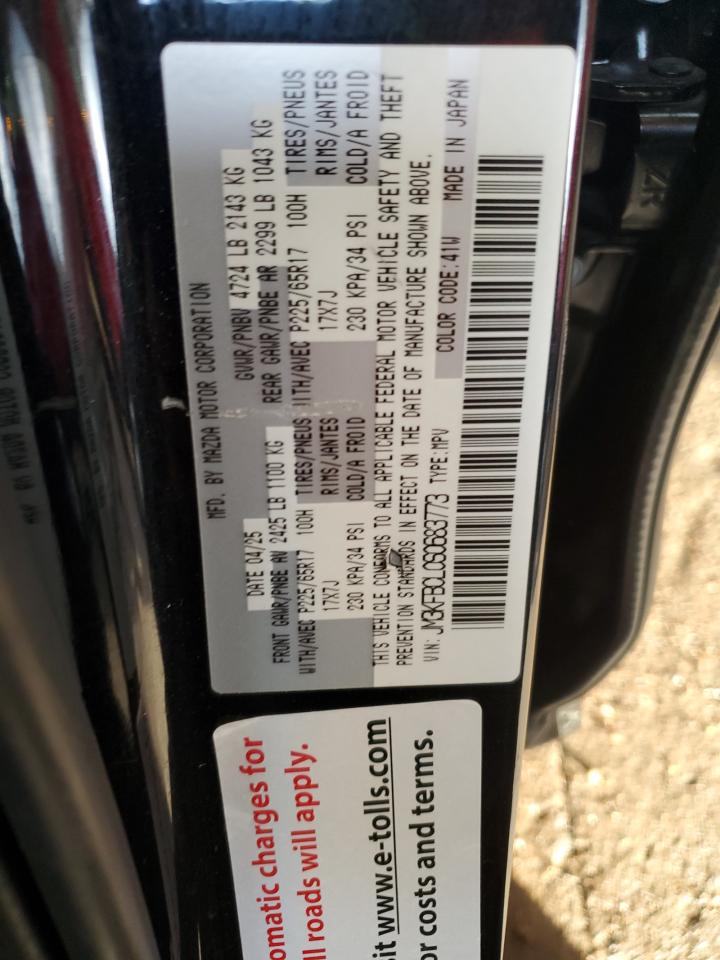 MFD. BY MAZDA MOTOR CORPORATION
DATE 04/25 GVWR/PNBV 4724 LB 2143 KG
FRONT GAWR/PNBE AV 2425 LB 1100 KG REAR GAWR/PNBE AR 2299 LB 1043 KG
WITH/AVEC P225/65R17 100H TIRES/PNEUS WITH/AVEC P225/65R17 100H TIRES/PNEUS
17X7J RIMS/JANTES 17X7J RIMS/JANTES
230 KPA/34 PSI COLD/A FROID 230 KPA/34 PSI COLD/A FROID
THIS VEHICLE CONFORMS TO ALL APPLICABLE FEDERAL MOTOR VEHICLE SAFETY AND THEFT
PREVENTION STANDARDS IN EFFECT ON THE DATE OF MANUFACTURE SHOWN ABOVE.
VIN: JM3KFBCL0S0683773 TYPE:MPV COLOR CODE:41W MADE IN JAPAN
omatic charges for
ll roads will apply.
it www.e-tolls.com
or costs and terms.